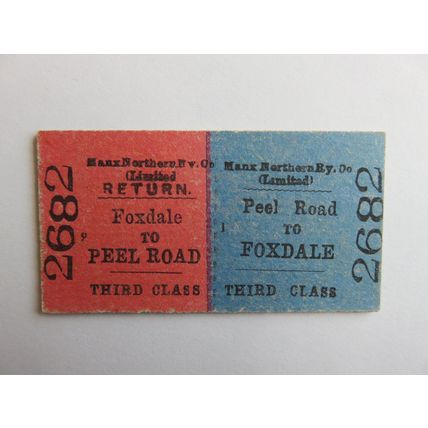 2682
Manx Northern Ry. Co
(Limited
RETURN.
Foxdale
TO
PEEL ROAD
THIRD CLASS
Manx Northern Ry. Co
(Limited)
Peel Road
TO
FOXDALE
THIRD CLASS
2682